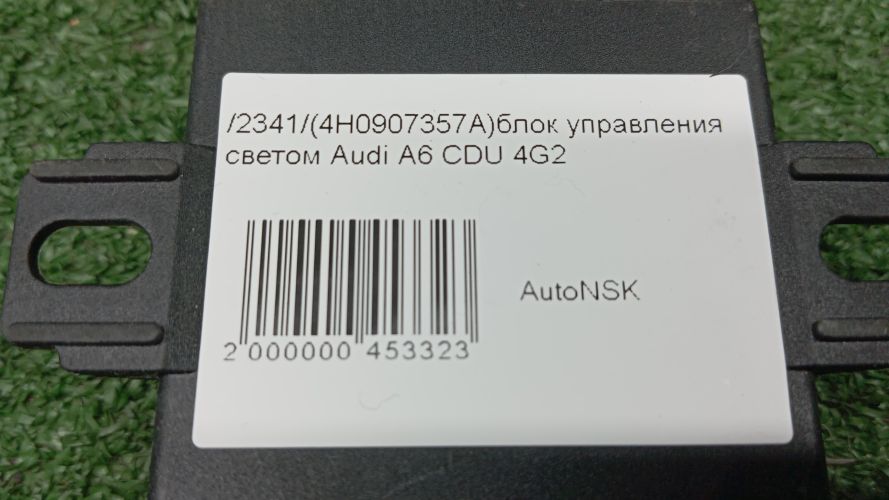 /2341/(4H0907357A)блок управления
светом Audi A6 CDU 4G2
AutoNSK
2 000000 453323